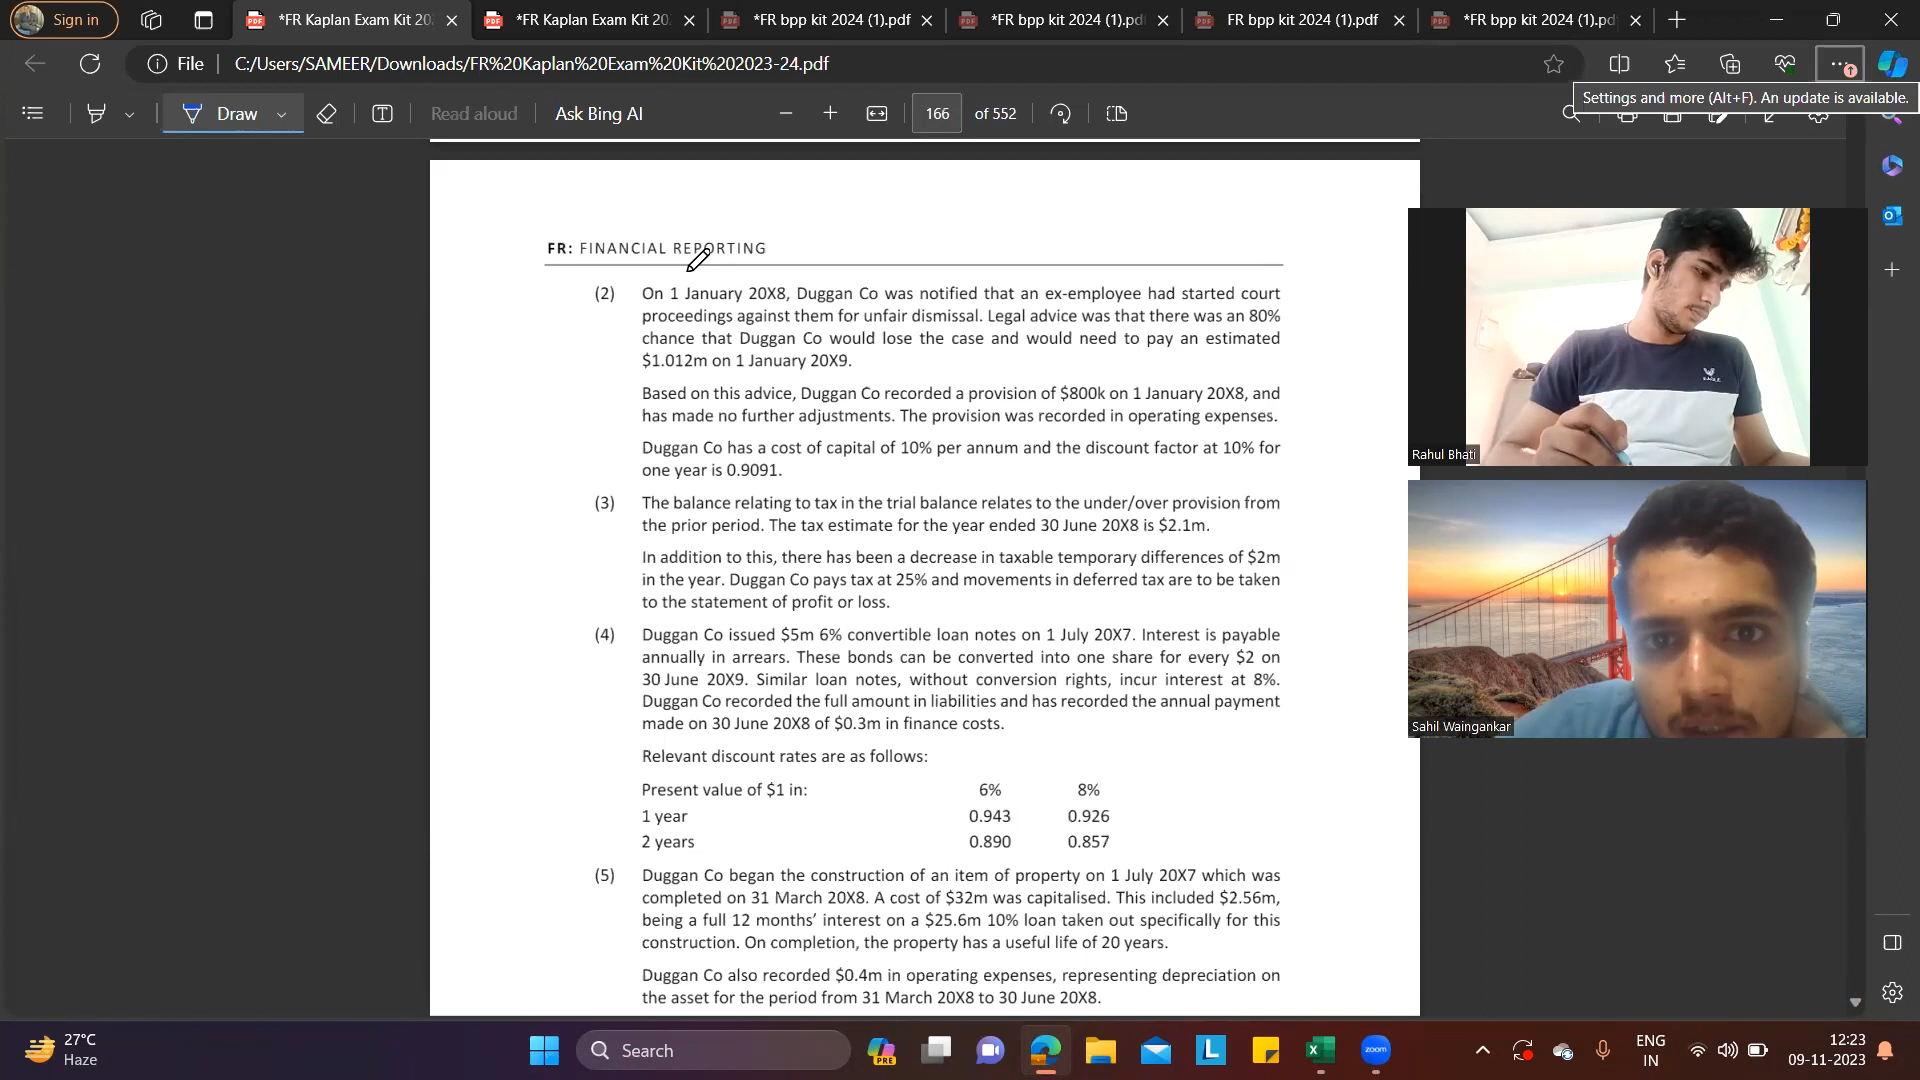 Sign in
*FR Kaplan Exam Kit 20
*FR Kaplan Exam Kit 20
*FR bpp kit 2024 (1).pdf
*FR bpp kit 2024 (1).pd
FR bpp kit 2024 (1).pdf
*FR bpp kit 2024 (1).pd
File
C:/Users/SAMEER/Downloads/FR%20Kaplan%20Exam%20Kit%202023-24.pdf
Settings and more (Alt+F). An update is available.
Draw
Read aloud
Ask Bing AI
166 of 552
FR: FINANCIAL REPORTING
(2) On 1 January 20X8, Duggan Co was notified that an ex-employee had started court
proceedings against them for unfair dismissal. Legal advice was that there was an 80%
chance that Duggan Co would lose the case and would need to pay an estimated
$1.012m on 1 January 20X9.
Based on this advice, Duggan Co recorded a provision of $800k on 1 January 20X8, and
has made no further adjustments. The provision was recorded in operating expenses.
Duggan Co has a cost of capital of 10% per annum and the discount factor at 10% for
one year is 0.9091.
(3) The balance relating to tax in the trial balance relates to the under/over provision from
the prior period. The tax estimate for the year ended 30 June 20X8 is $2.1m.
In addition to this, there has been a decrease in taxable temporary differences of $2m
in the year. Duggan Co pays tax at 25% and movements in deferred tax are to be taken
to the statement of profit or loss.
(4) Duggan Co issued $5m 6% convertible loan notes on 1 July 20X7. Interest is payable
annually in arrears. These bonds can be converted into one share for every $2 on
30 June 20X9. Similar loan notes, without conversion rights, incur interest at 8%.
Duggan Co recorded the full amount in liabilities and has recorded the annual payment
made on 30 June 20X8 of $0.3m in finance costs.
Relevant discount rates are as follows:
Present value of $1 in: 6% 8%
1 year 0.943 0.926
2 years 0.890 0.857
(5) Duggan Co began the construction of an item of property on 1 July 20X7 which was
completed on 31 March 20X8. A cost of $32m was capitalised. This included $2.56m,
being a full 12 months' interest on a $25.6m 10% loan taken out specifically for this
construction. On completion, the property has a useful life of 20 years.
Duggan Co also recorded $0.4m in operating expenses, representing depreciation on
the asset for the period from 31 March 20X8 to 30 June 20X8.
EAGLE
Rahul Bhati
Sahil Waingankar
27°C
Haze
Search
PRE
L
zoom
ENG
IN
12:23
09-11-2023